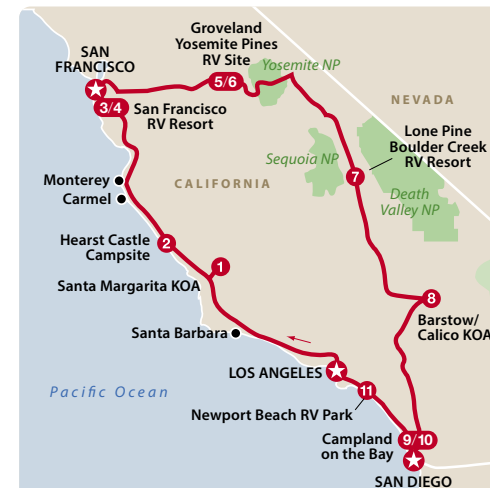 Groveland
Yosemite Pines
RV Site
SAN
FRANCISCO
5/6
Yosemite NP
NEVADA
3/4
San Francisco
RV Resort
Lone Pine
Boulder Creek
RV Resort
Sequoia NP
7
Monterey
CALIFORNIA
Carmel
Death
Valley NP
Hearst Castle
Campsite
2
1
Santa Margarita KOA
8
Barstow/
Calico KOA
Santa Barbara
LOS ANGELES
Pacific Ocean
11
Newport Beach RV Park
Campland
on the Bay
9/10
SAN DIEGO